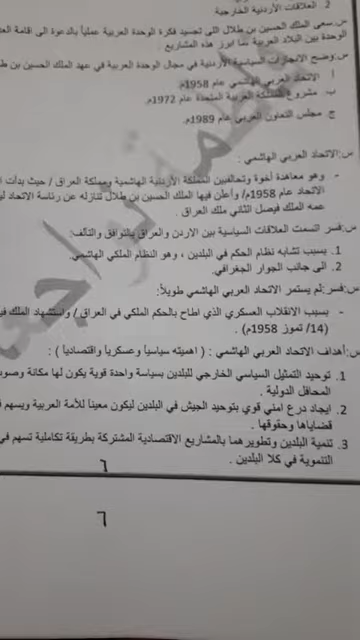 2. العلاقات الأردنية الخارجية
س:سعى الملك الحسين بن طلال الى تجسيد فكرة الوحدة العربية عملياً بالدعوة الى اقامة
الوحدة بين البلاد العربية بما ابرز هذه المشاريع
س:وضح الانجازات السياسية الأردنية في مجال الوحدة العربية في عهد الملك الحسين بن
أ الاتحاد العربي الهاشمي عام 1958م.
ب مشروع المملكة العربية المتحدة عام 1972م.
ج مجلس التعاون العربي عام 1989م.
س:الاتحاد العربي الهاشمي :
- وهو معاهدة أخوة وتحالف بين المملكة الأردنية الهاشمية ومملكة العراق / حيث بدأت
الاتحاد عام 1958م/ وأعلن فيها الملك الحسين بن طلال تنازله عن رئاسة الاتحاد
عمه الملك فيصل الثاني ملك العراق .
س:فسر اتسمت العلاقات السياسية بين الاردن والعراق بالتوافق والتألف:
1. بسبب تشابه نظام الحكم في البلدين ، وهو النظام الملكي الهاشمي.
2. الى جانب الجوار الجغرافي.
س:فسر: لم يستمر الاتحاد العربي الهاشمي طويلاً:
- بسبب الانقلاب العسكري الذي اطاح بالحكم الملكي في العراق / واستشهاد الملك
(14/ تموز 1958م) .
س:أهداف الاتحاد العربي الهاشمي : ( اهميته سياسياً وعسكرياً واقتصادياً ) :
1. توحيد التمثيل السياسي الخارجي للبلدين بسياسة واحدة قوية يكون لها مكانة
المحافل الدولية .
2. ايجاد درع امني قوي بتوحيد الجيش في البلدين ليكون معيناً للأمة العربية ويسهم
قضاياها وحقوقها .
3. تنمية البلدين وتطويرهما بالمشاريع الاقتصادية المشتركة بطريقة تكاملية تسهم في
التنموية في كلا البلدين .
٦
٦